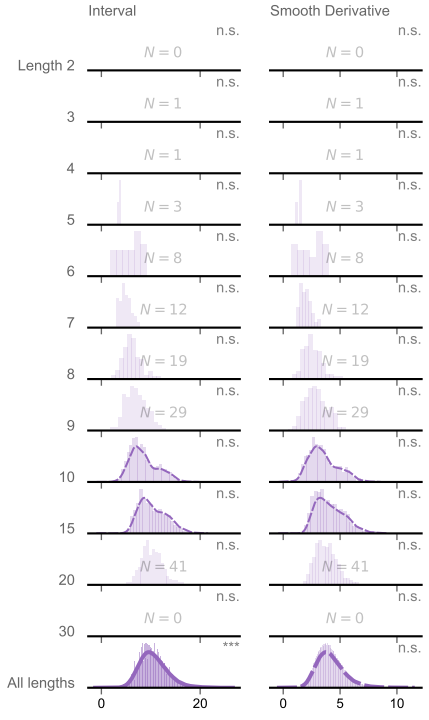 Interval Smooth Derivative
n.s. n.s.
Length 2 N = 0 N = 0
n.s. n.s.
3 N = 1 N = 1
n.s. n.s.
4 N = 1 N = 1
n.s. n.s.
5 N = 3 N = 3
n.s. n.s.
6 N = 8 N = 8
n.s. n.s.
7 N = 12 N = 12
n.s. n.s.
8 N = 19 N = 19
n.s. n.s.
9 N = 29 N = 29
n.s. n.s.
10
n.s. n.s.
15
n.s. n.s.
20 N = 41 N = 41
n.s. n.s.
30 N = 0 N = 0
*** n.s.
All lengths
0 20 0 5 10